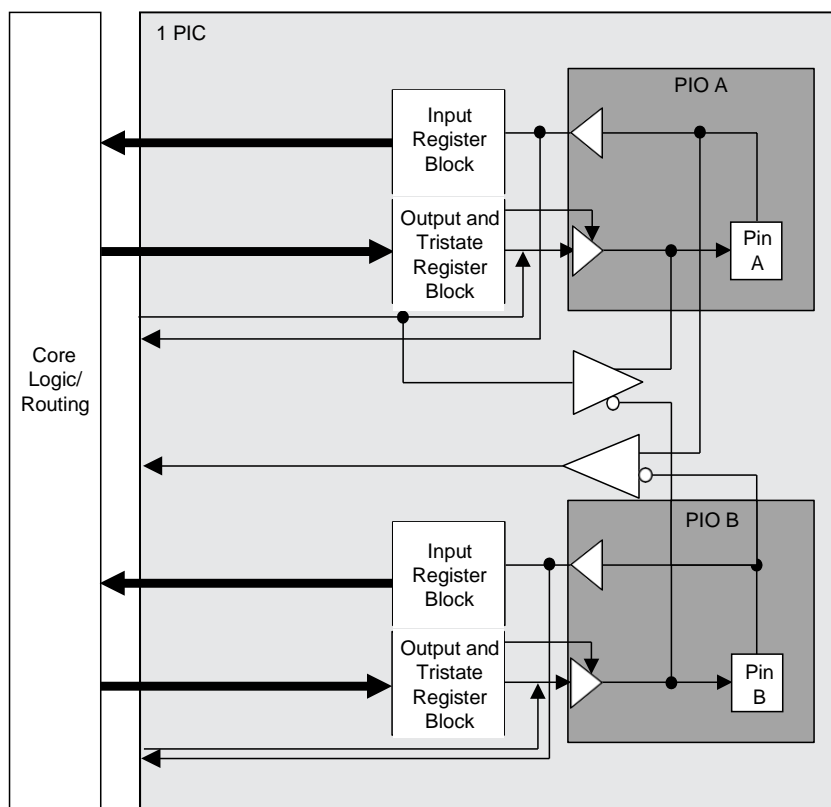 1 PIC
PIO A
Input
Register
Block
Output and
Tristate
Register
Block
Pin
A
Core
Logic/
Routing
PIO B
Input
Register
Block
Output and
Tristate
Register
Block
Pin
B